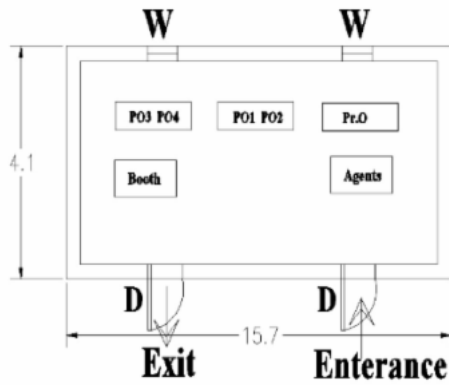 W W
PO3 PO4 PO1 PO2 Pr.O
4.1
Booth Agents
D D
15.7
Exit Enterance